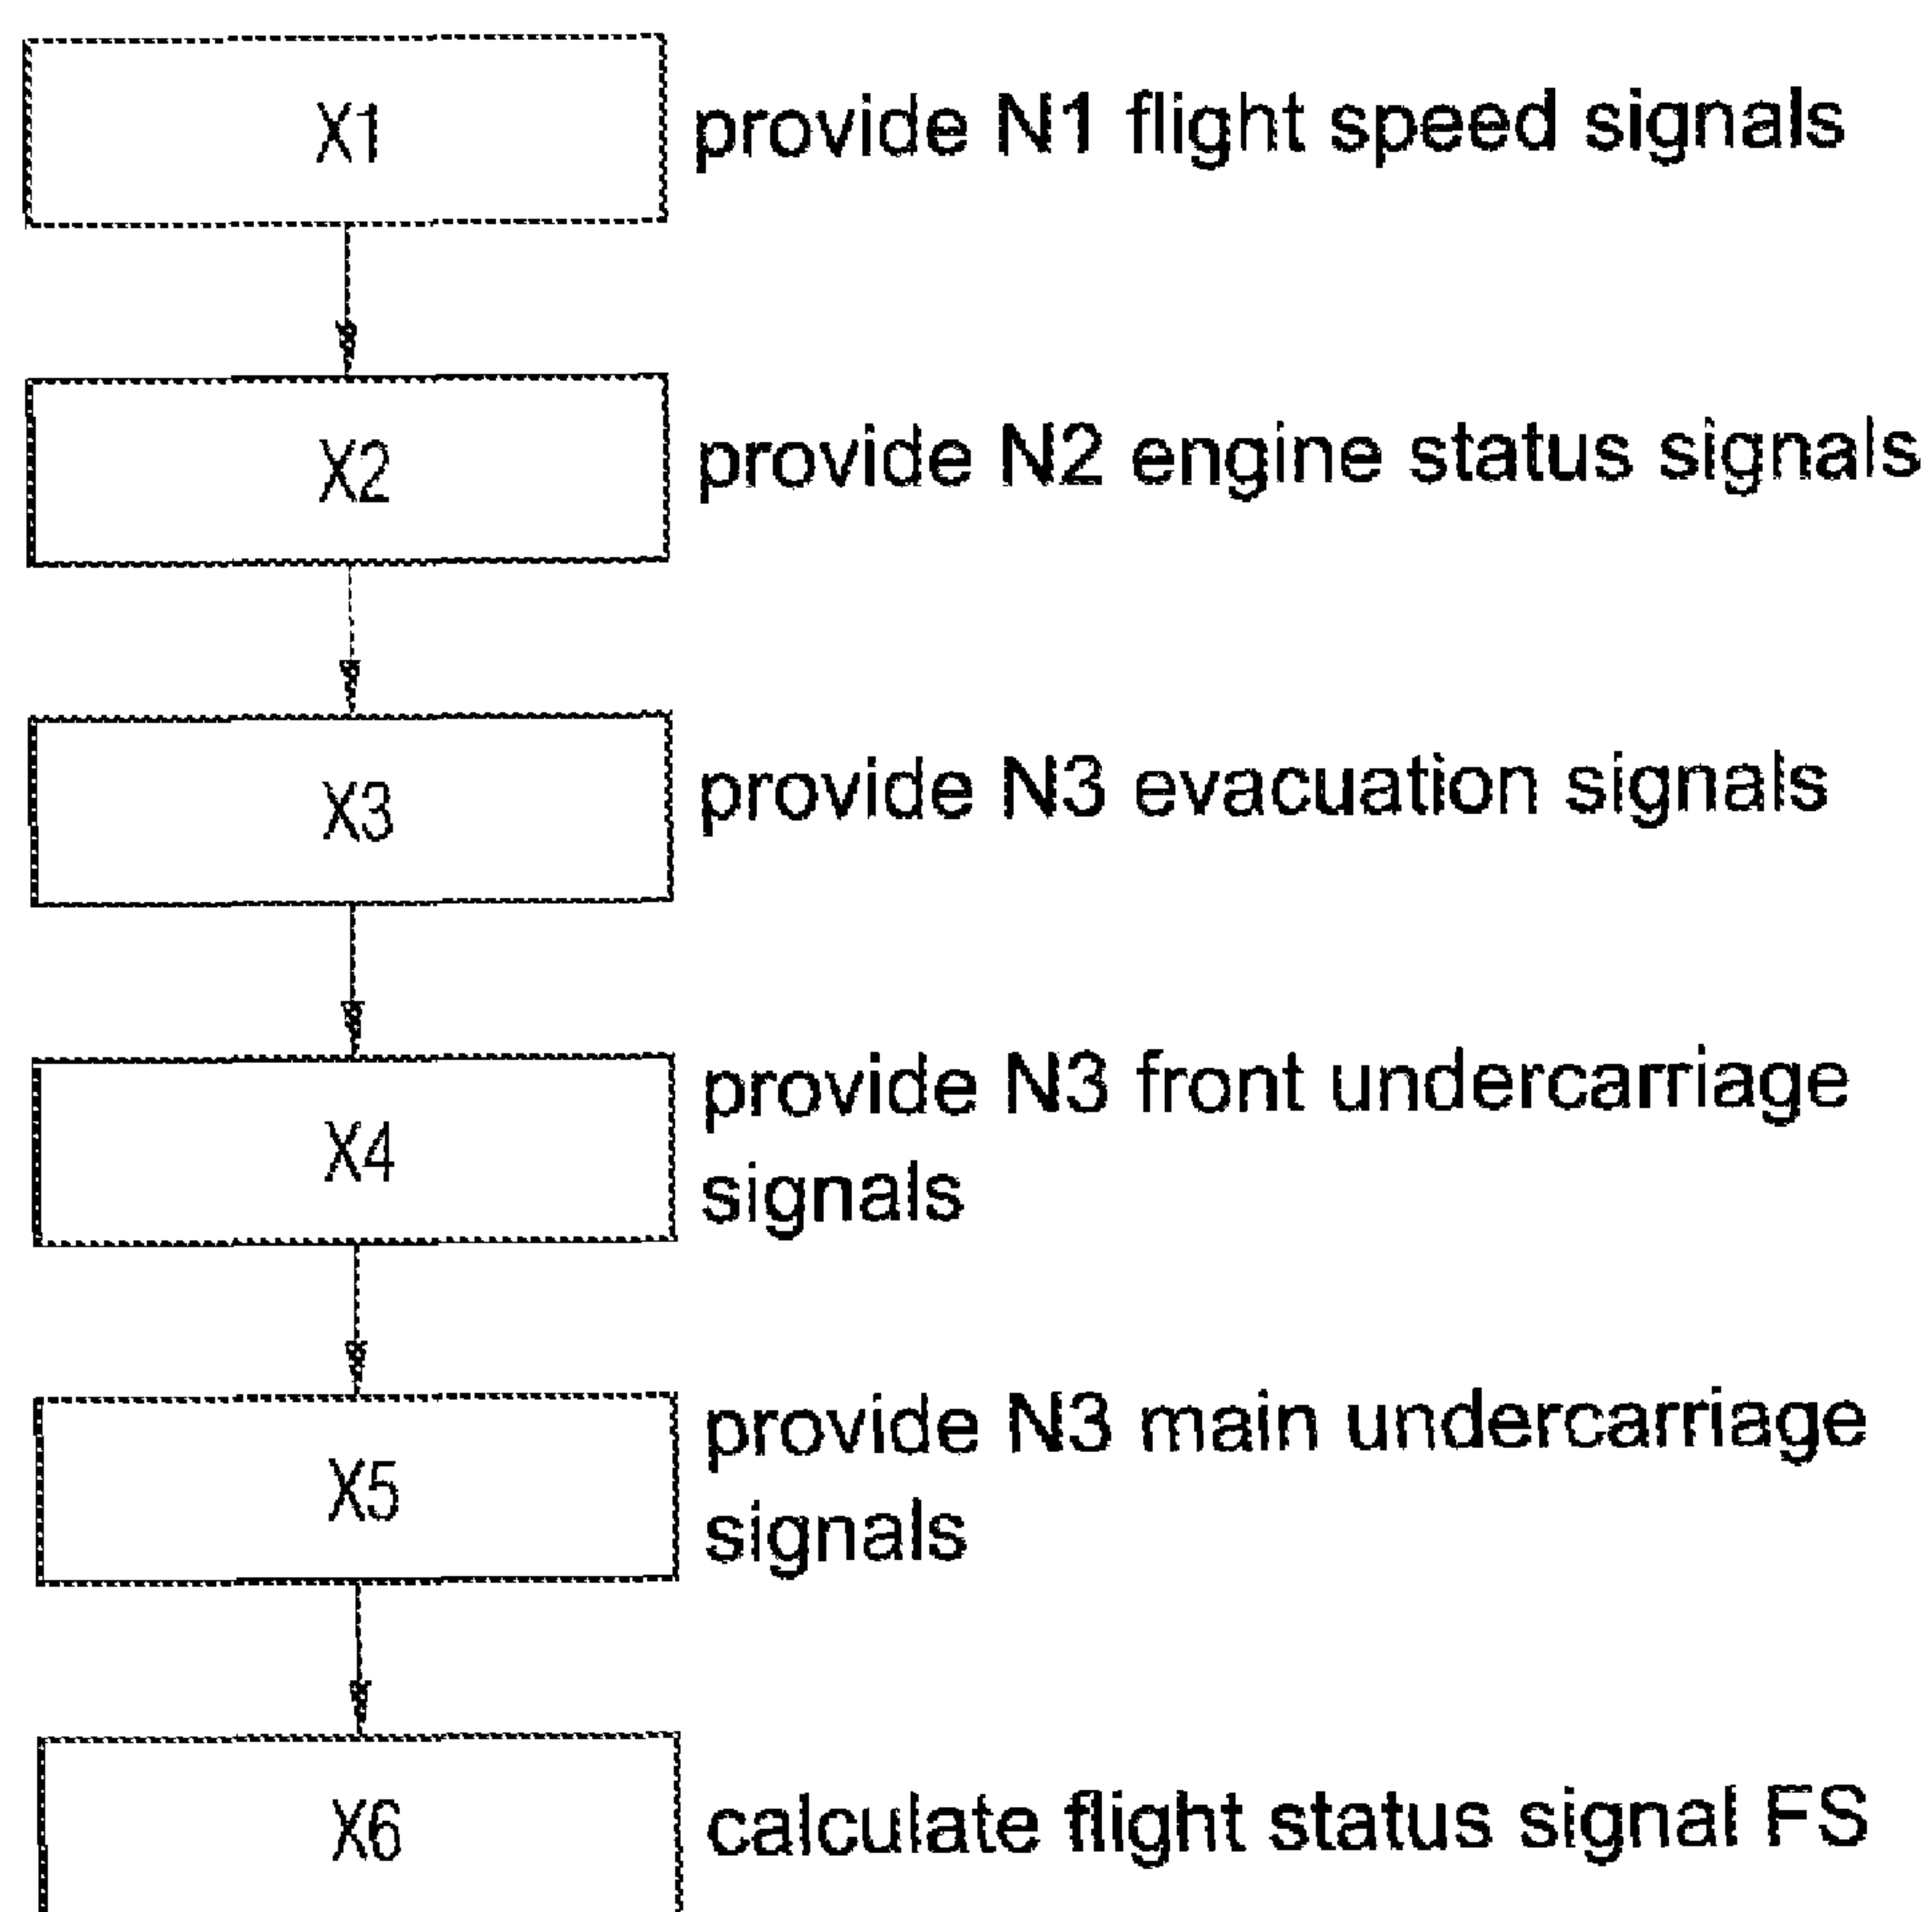 X1
provide N1 flight speed signals
X2
provide N2 engine status signals
X3
provide N3 evacuation signals
X4
provide N3 front undercarriage
signals
X5
provide N3 main undercarriage
signals
X6
calculate flight status signal FS